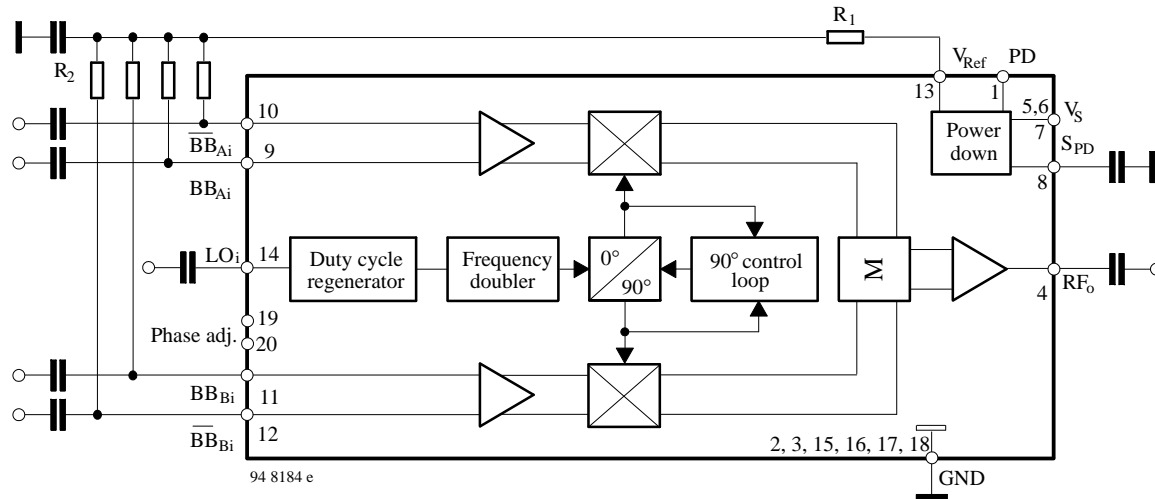 R1
R2
VRef
PD
13
1
5,6
VS
7
Power
down
SPD
8
10
B̅B̅Ai
9
BBAi
LOi
14
Duty cycle
regenerator
Frequency
doubler
0°
90°
90° control
loop
M
RFo
4
19
Phase adj.
20
BBBi
11
B̅B̅Bi
12
2, 3, 15, 16, 17, 18
GND
94 8184 e